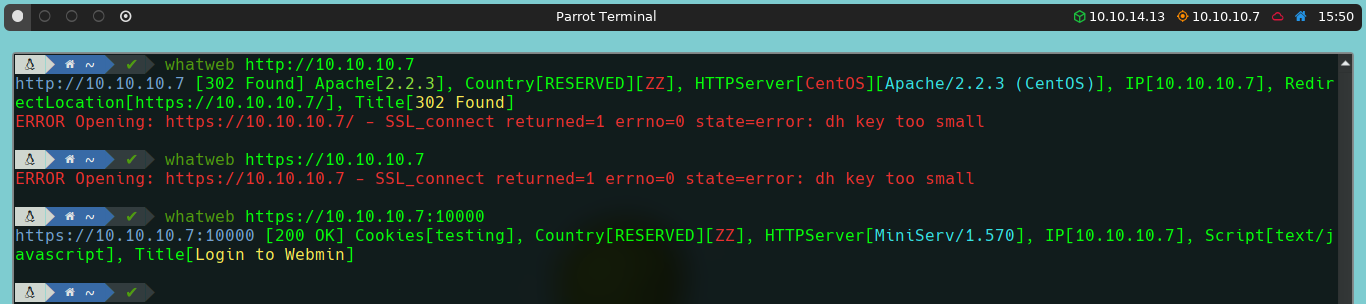 Parrot Terminal
10.10.14.13 10.10.10.7 15:50
~ ✔ whatweb http://10.10.10.7
http://10.10.10.7 [302 Found] Apache[2.2.3], Country[RESERVED][ZZ], HTTPServer[CentOS][Apache/2.2.3 (CentOS)], IP[10.10.10.7], Redir
ectLocation[https://10.10.10.7/], Title[302 Found]
ERROR Opening: https://10.10.10.7/ - SSL_connect returned=1 errno=0 state=error: dh key too small
~ ✔ whatweb https://10.10.10.7
ERROR Opening: https://10.10.10.7 - SSL_connect returned=1 errno=0 state=error: dh key too small
~ ✔ whatweb https://10.10.10.7:10000
https://10.10.10.7:10000 [200 OK] Cookies[testing], Country[RESERVED][ZZ], HTTPServer[MiniServ/1.570], IP[10.10.10.7], Script[text/j
avascript], Title[Login to Webmin]
~ ✔